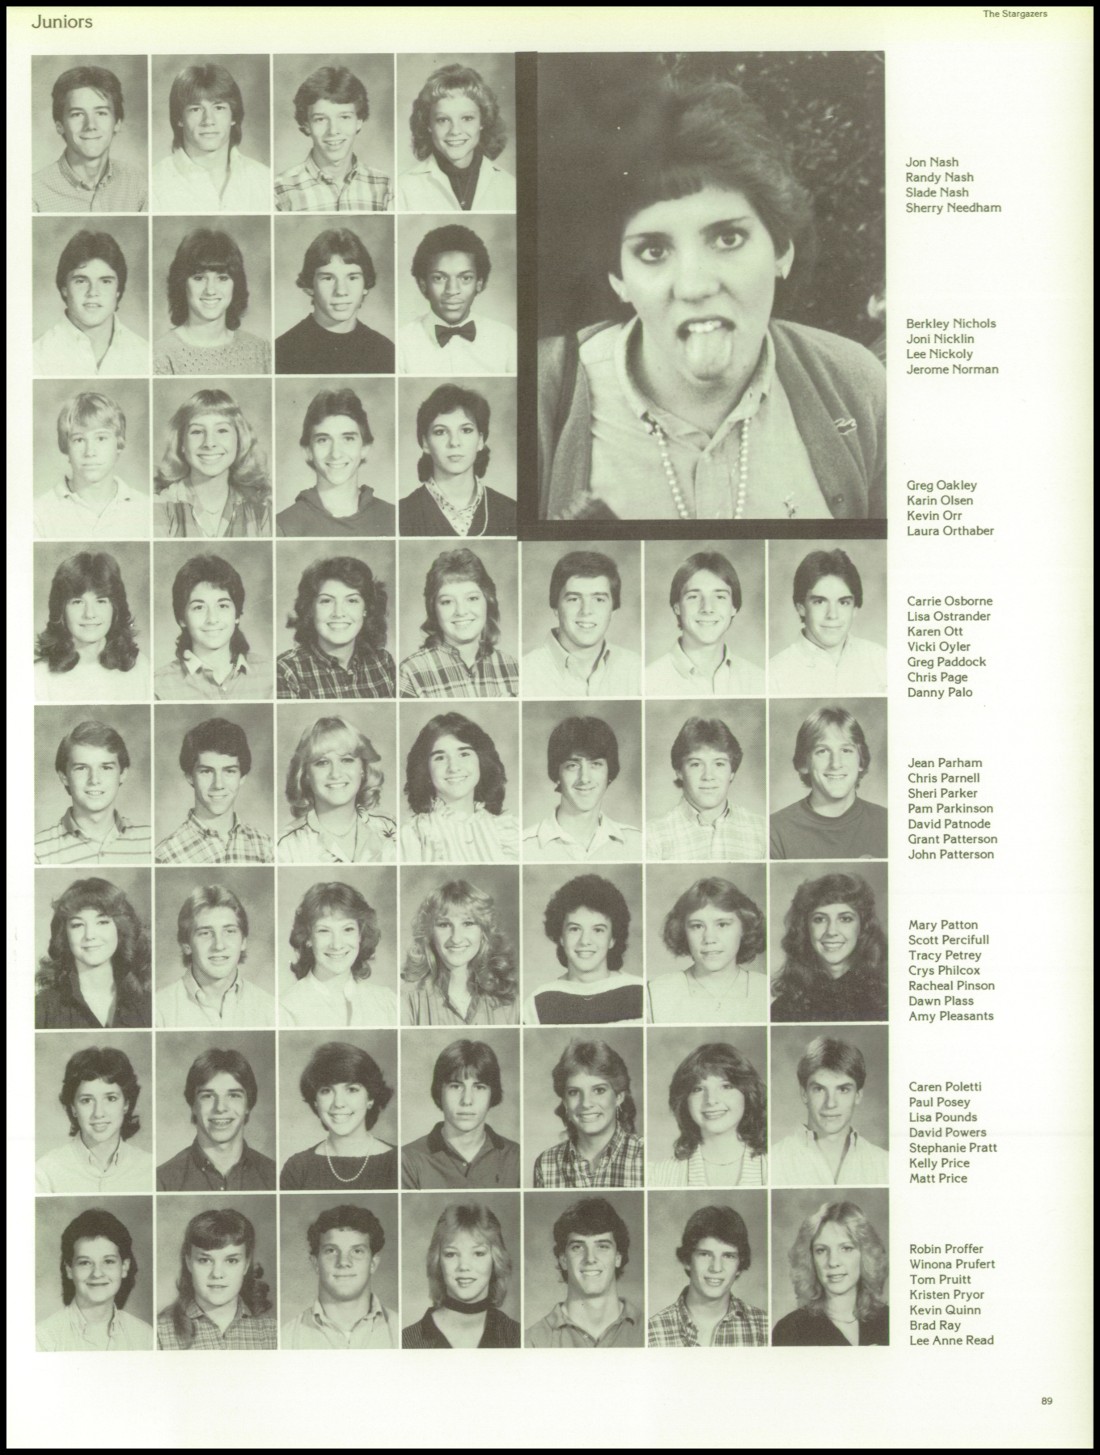 Juniors
The Stargazers
Jon Nash
Randy Nash
Slade Nash
Sherry Needham
Berkley Nichols
Joni Nicklin
Lee Nickoly
Jerome Norman
Greg Oakley
Karin Olsen
Kevin Orr
Laura Orthaber
Carrie Osborne
Lisa Ostrander
Karen Ott
Vicki Oyler
Greg Paddock
Chris Page
Danny Palo
Jean Parham
Chris Parnell
Sheri Parker
Pam Parkinson
David Patnode
Grant Patterson
John Patterson
Mary Patton
Scott Percifull
Tracy Petrey
Crys Philcox
Racheal Pinson
Dawn Plass
Amy Pleasants
Caren Poletti
Paul Posey
Lisa Pounds
David Powers
Stephanie Pratt
Kelly Price
Matt Price
Robin Proffer
Winona Prufert
Tom Pruitt
Kristen Pryor
Kevin Quinn
Brad Ray
Lee Anne Read
89